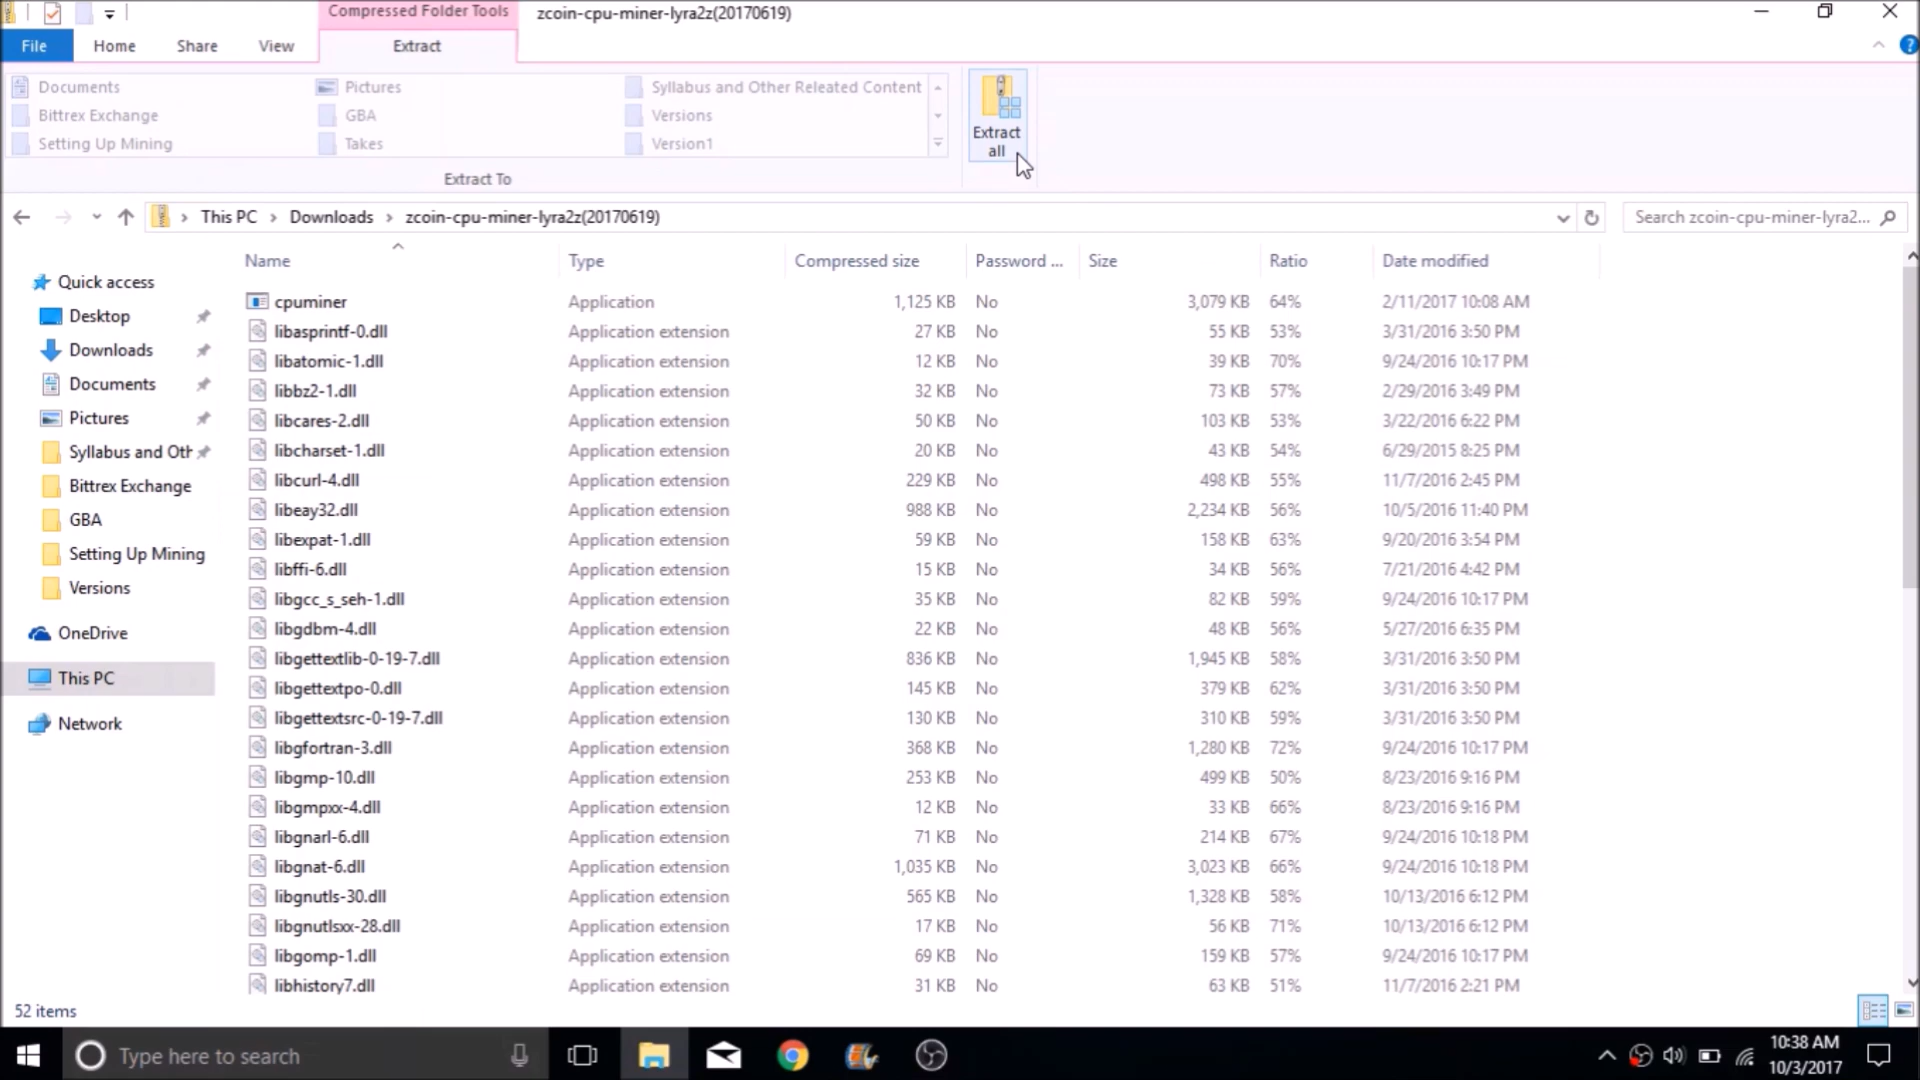 Compressed Folder Tools
zcoin-cpu-miner-lyra2z(20170619)
File Home Share View Extract
Documents Pictures Syllabus and Other Releated Content
Bittrex Exchange GBA Versions
Setting Up Mining Takes Version1
Extract all
Extract To
This PC Downloads zcoin-cpu-miner-lyra2z(20170619)
Search zcoin-cpu-miner-lyra2...
Quick access
Desktop
Downloads
Documents
Pictures
Syllabus and Oth
Bittrex Exchange
GBA
Setting Up Mining
Versions
OneDrive
This PC
Network
Name Type Compressed size Password ... Size Ratio Date modified
cpuminer Application 1,125 KB No 3,079 KB 64% 2/11/2017 10:08 AM
libasprintf-0.dll Application extension 27 KB No 55 KB 53% 3/31/2016 3:50 PM
libatomic-1.dll Application extension 12 KB No 39 KB 70% 9/24/2016 10:17 PM
libbz2-1.dll Application extension 32 KB No 73 KB 57% 2/29/2016 3:49 PM
libcares-2.dll Application extension 50 KB No 103 KB 53% 3/22/2016 6:22 PM
libcharset-1.dll Application extension 20 KB No 43 KB 54% 6/29/2015 8:25 PM
libcurl-4.dll Application extension 229 KB No 498 KB 55% 11/7/2016 2:45 PM
libeay32.dll Application extension 988 KB No 2,234 KB 56% 10/5/2016 11:40 PM
libexpat-1.dll Application extension 59 KB No 158 KB 63% 9/20/2016 3:54 PM
libffi-6.dll Application extension 15 KB No 34 KB 56% 7/21/2016 4:42 PM
libgcc_s_seh-1.dll Application extension 35 KB No 82 KB 59% 9/24/2016 10:17 PM
libgdbm-4.dll Application extension 22 KB No 48 KB 56% 5/27/2016 6:35 PM
libgettextlib-0-19-7.dll Application extension 836 KB No 1,945 KB 58% 3/31/2016 3:50 PM
libgettextpo-0.dll Application extension 145 KB No 379 KB 62% 3/31/2016 3:50 PM
libgettextsrc-0-19-7.dll Application extension 130 KB No 310 KB 59% 3/31/2016 3:50 PM
libgfortran-3.dll Application extension 368 KB No 1,280 KB 72% 9/24/2016 10:17 PM
libgmp-10.dll Application extension 253 KB No 499 KB 50% 8/23/2016 9:16 PM
libgmpxx-4.dll Application extension 12 KB No 33 KB 66% 8/23/2016 9:16 PM
libgnarl-6.dll Application extension 71 KB No 214 KB 67% 9/24/2016 10:18 PM
libgnat-6.dll Application extension 1,035 KB No 3,023 KB 66% 9/24/2016 10:18 PM
libgnutls-30.dll Application extension 565 KB No 1,328 KB 58% 10/13/2016 6:12 PM
libgnutlsxx-28.dll Application extension 17 KB No 56 KB 71% 10/13/2016 6:12 PM
libgomp-1.dll Application extension 69 KB No 159 KB 57% 9/24/2016 10:17 PM
libhistory7.dll Application extension 31 KB No 63 KB 51% 11/7/2016 2:21 PM
52 items
Type here to search
10:38 AM
10/3/2017